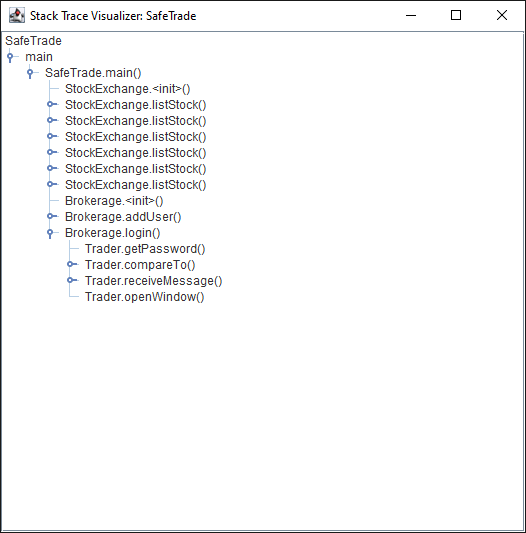 Stack Trace Visualizer: SafeTrade
SafeTrade
main
SafeTrade.main()
StockExchange.<init>()
StockExchange.listStock()
StockExchange.listStock()
StockExchange.listStock()
StockExchange.listStock()
StockExchange.listStock()
StockExchange.listStock()
Brokerage.<init>()
Brokerage.addUser()
Brokerage.login()
Trader.getPassword()
Trader.compareTo()
Trader.receiveMessage()
Trader.openWindow()